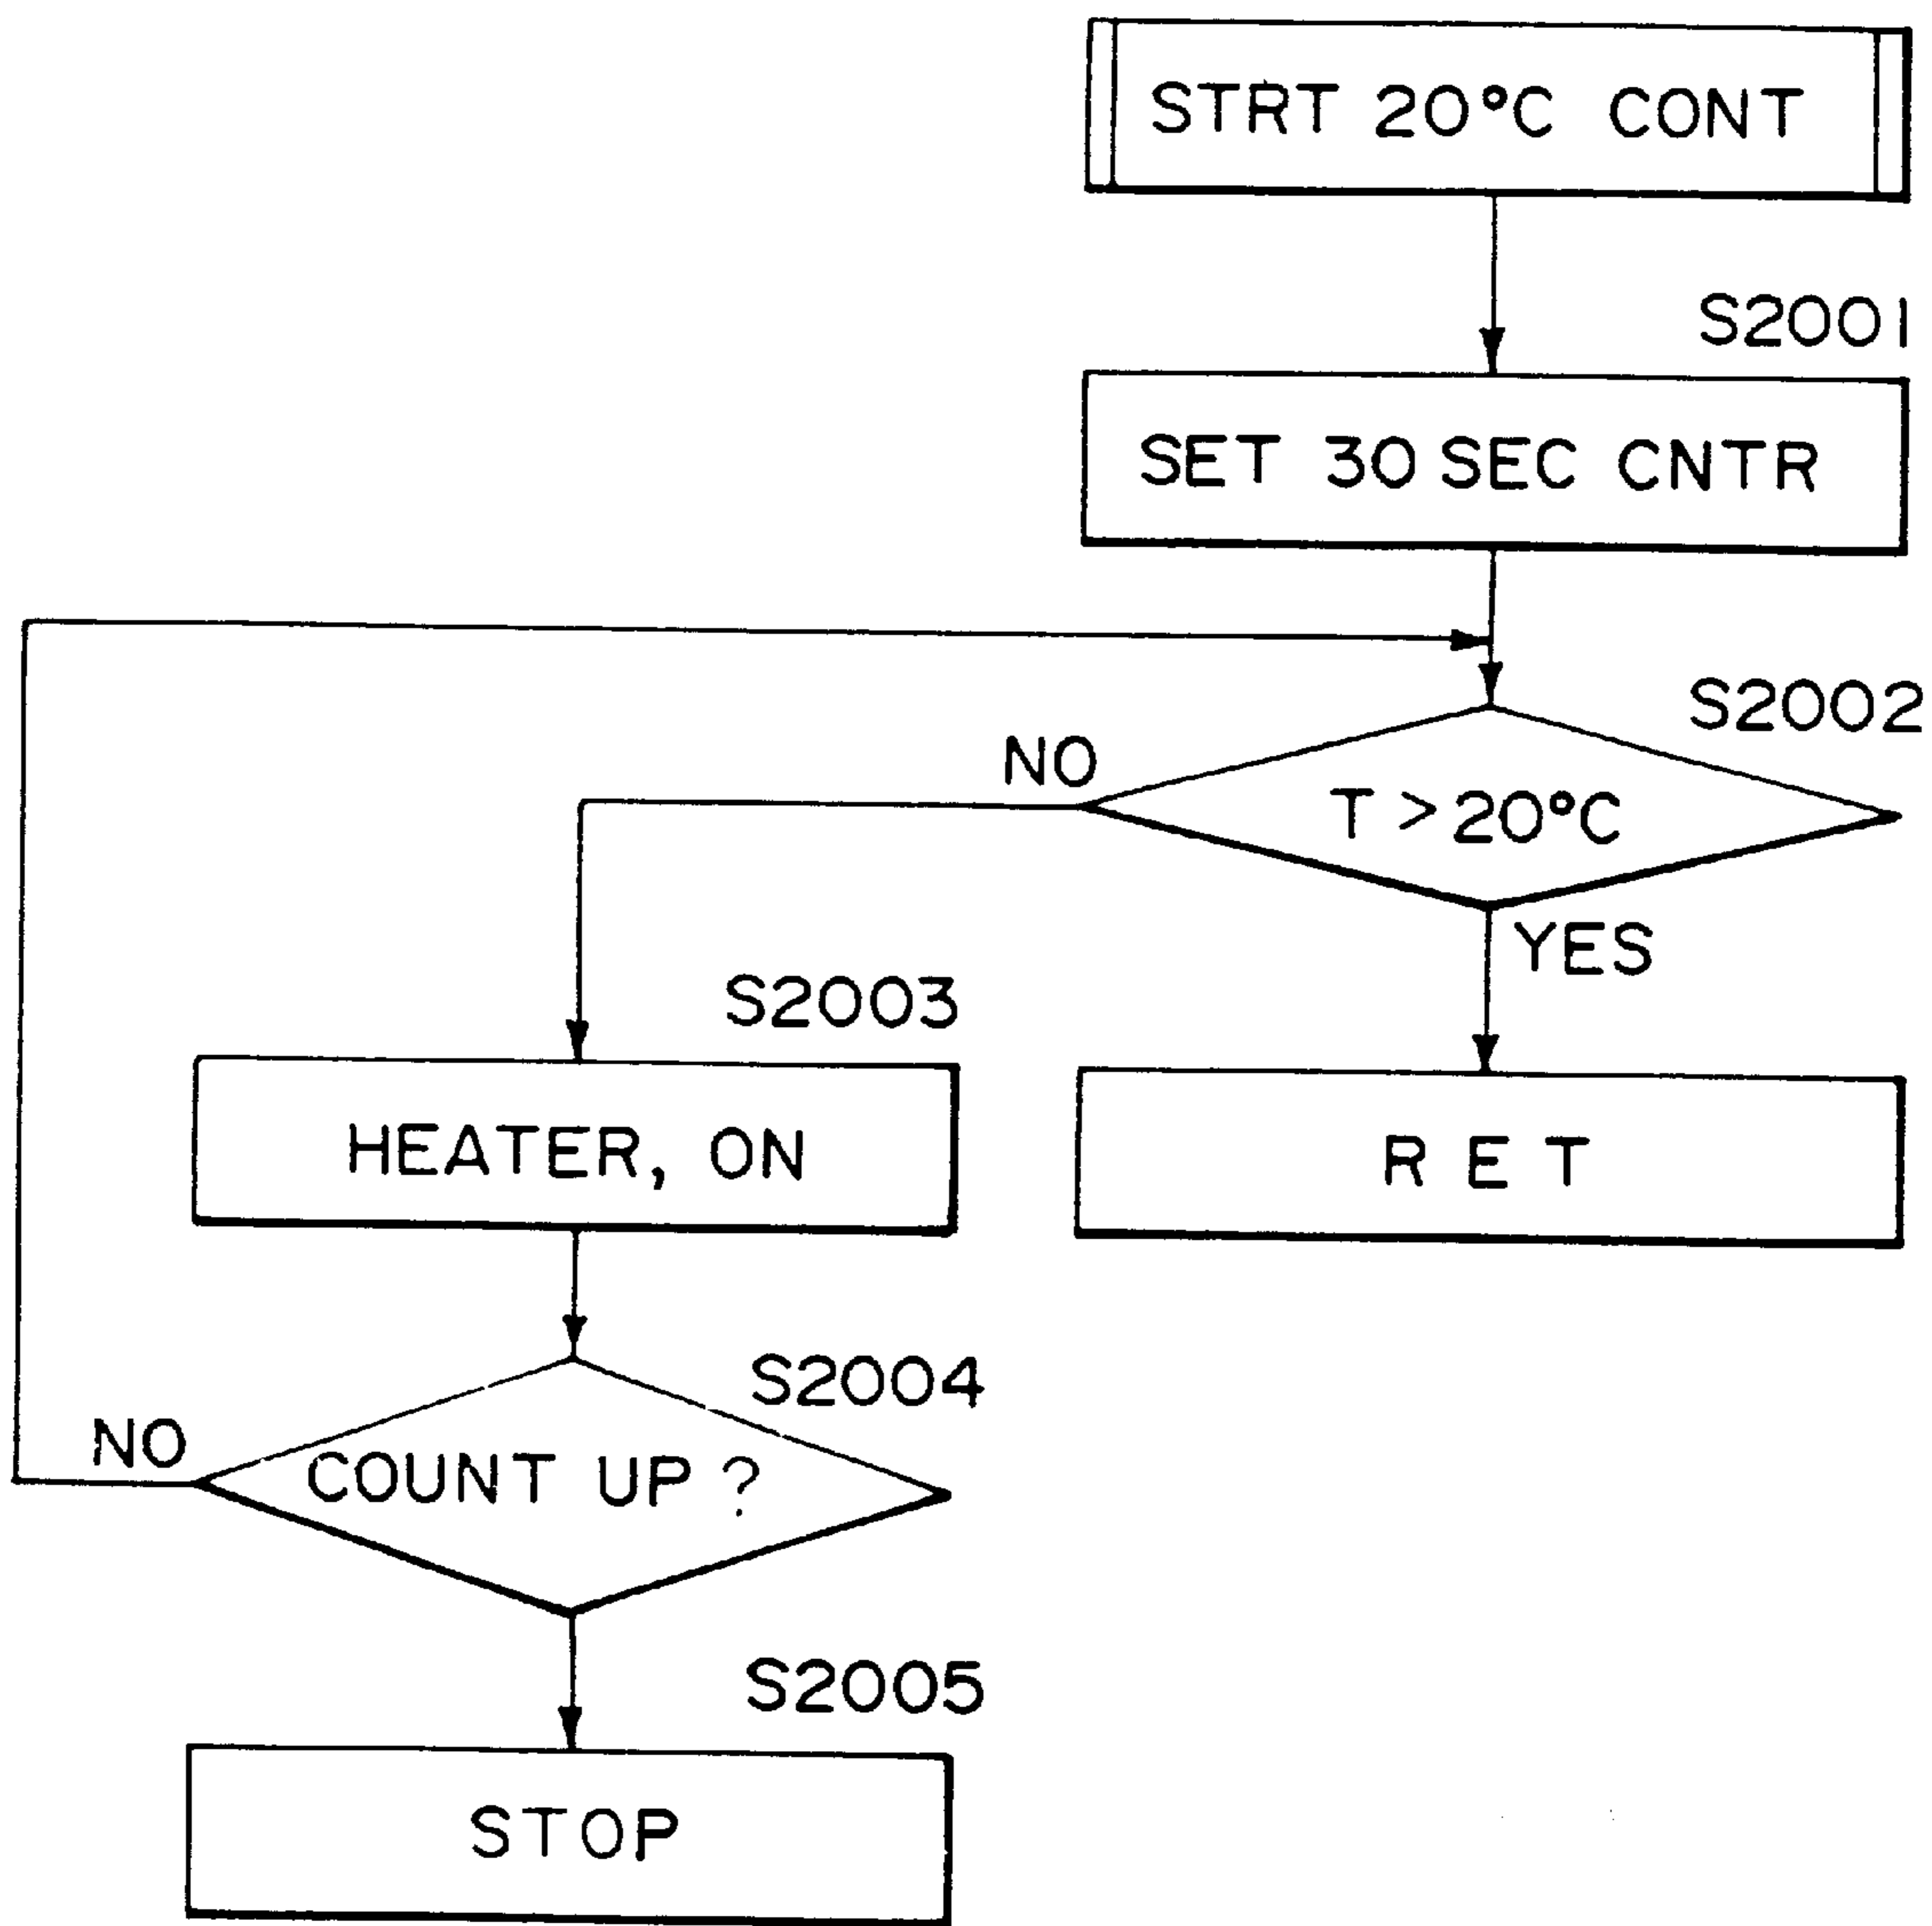 STRT 20°C CONT
S2001
SET 30 SEC CNTR
S2002
NO
T > 20°C
YES
S2003
HEATER, ON
RET
S2004
NO
COUNT UP ?
S2005
STOP